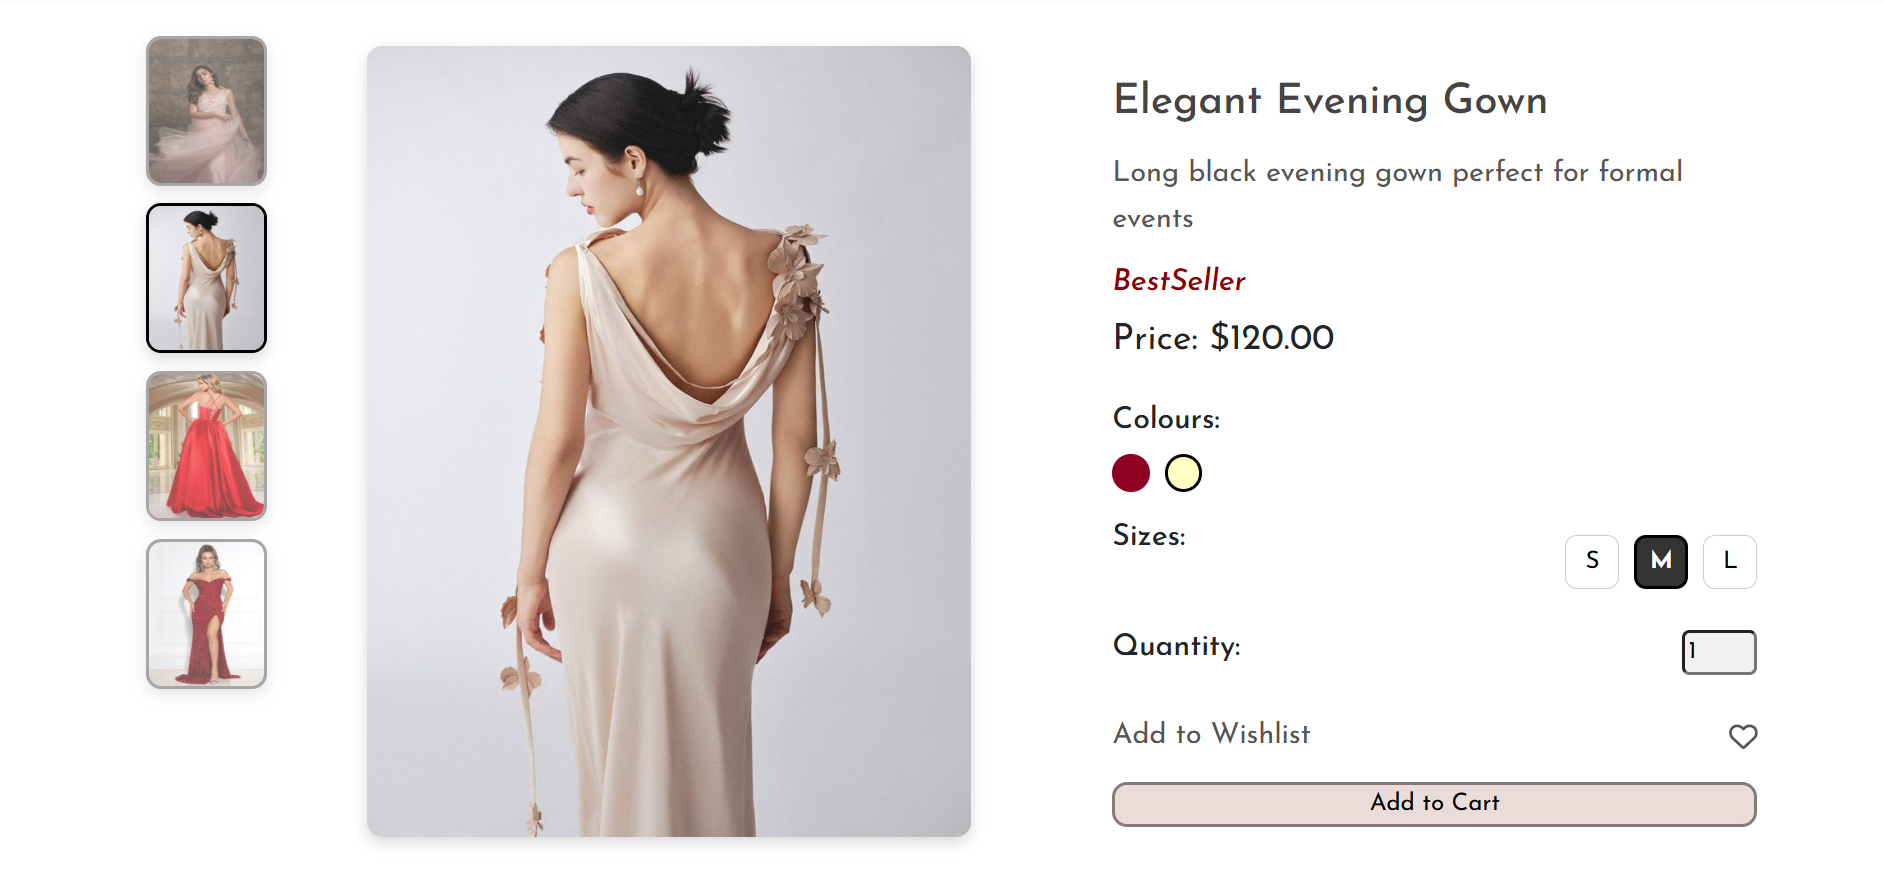 Elegant Evening Gown
Long black evening gown perfect for formal
events
BestSeller
Price: $120.00
Colours:
Sizes:
S M L
Quantity:
1
Add to Wishlist
Add to Cart